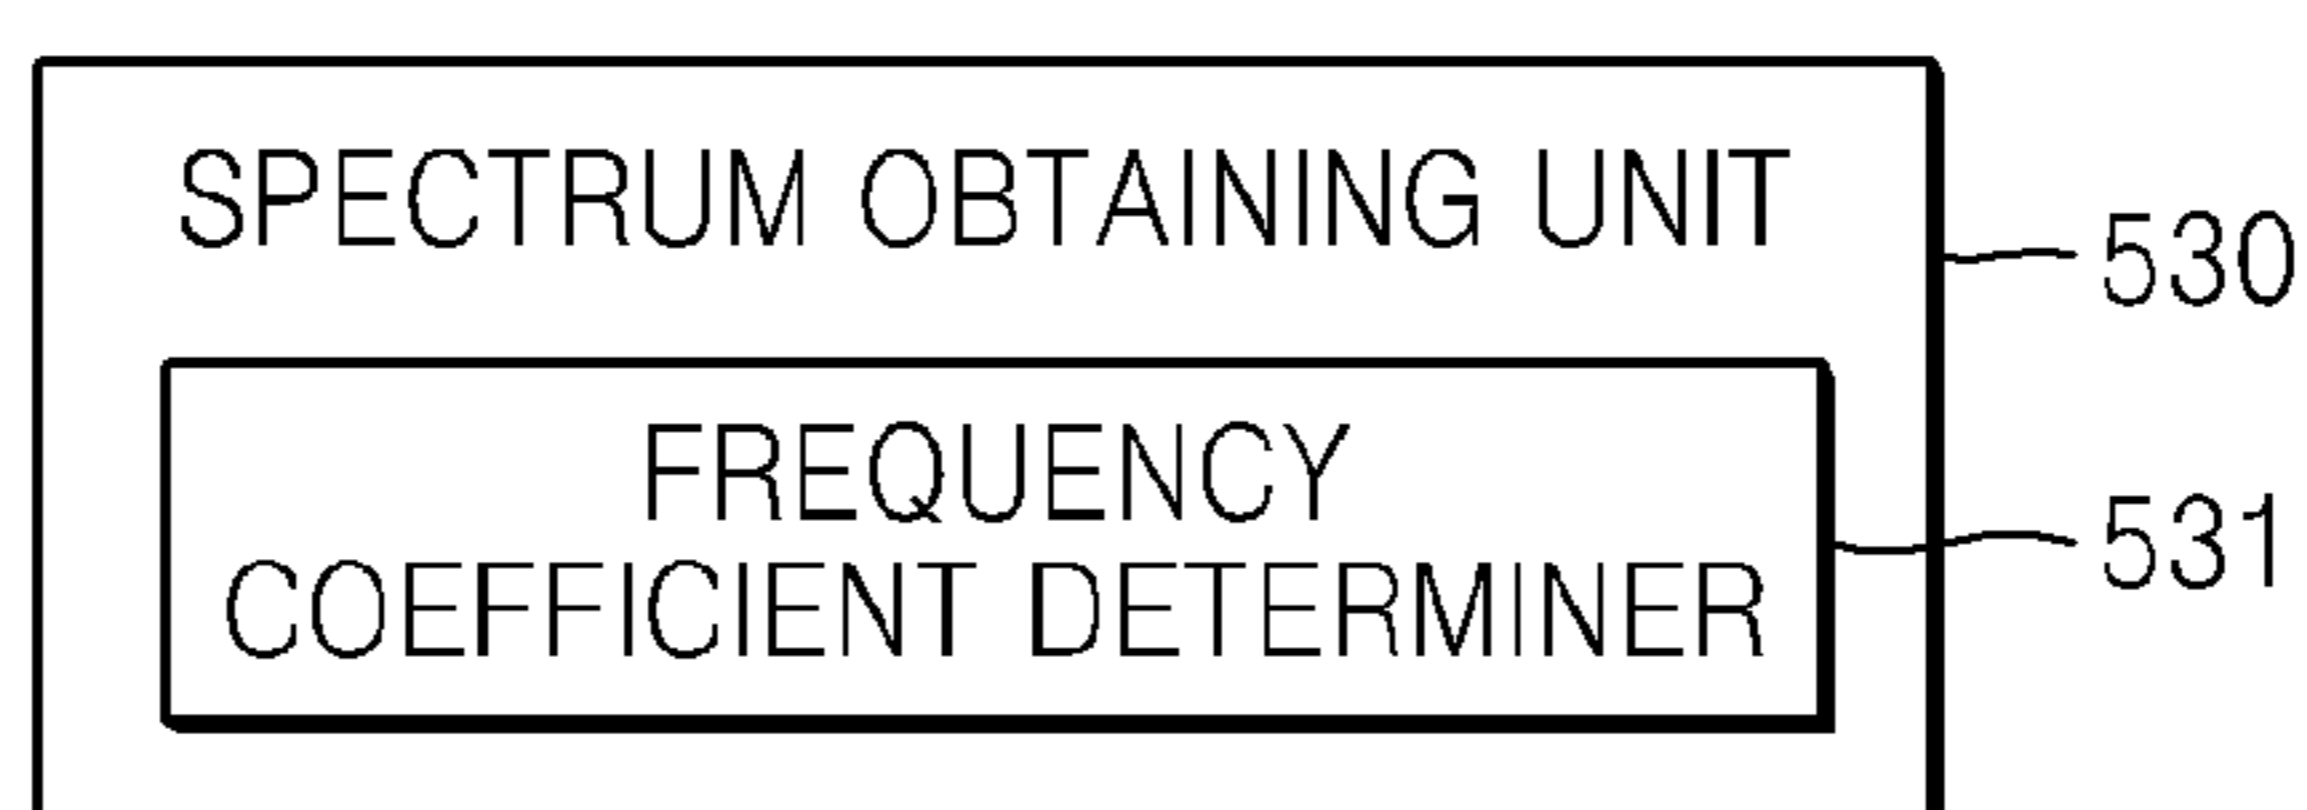 SPECTRUM OBTAINING UNIT
530
FREQUENCY
COEFFICIENT DETERMINER
531